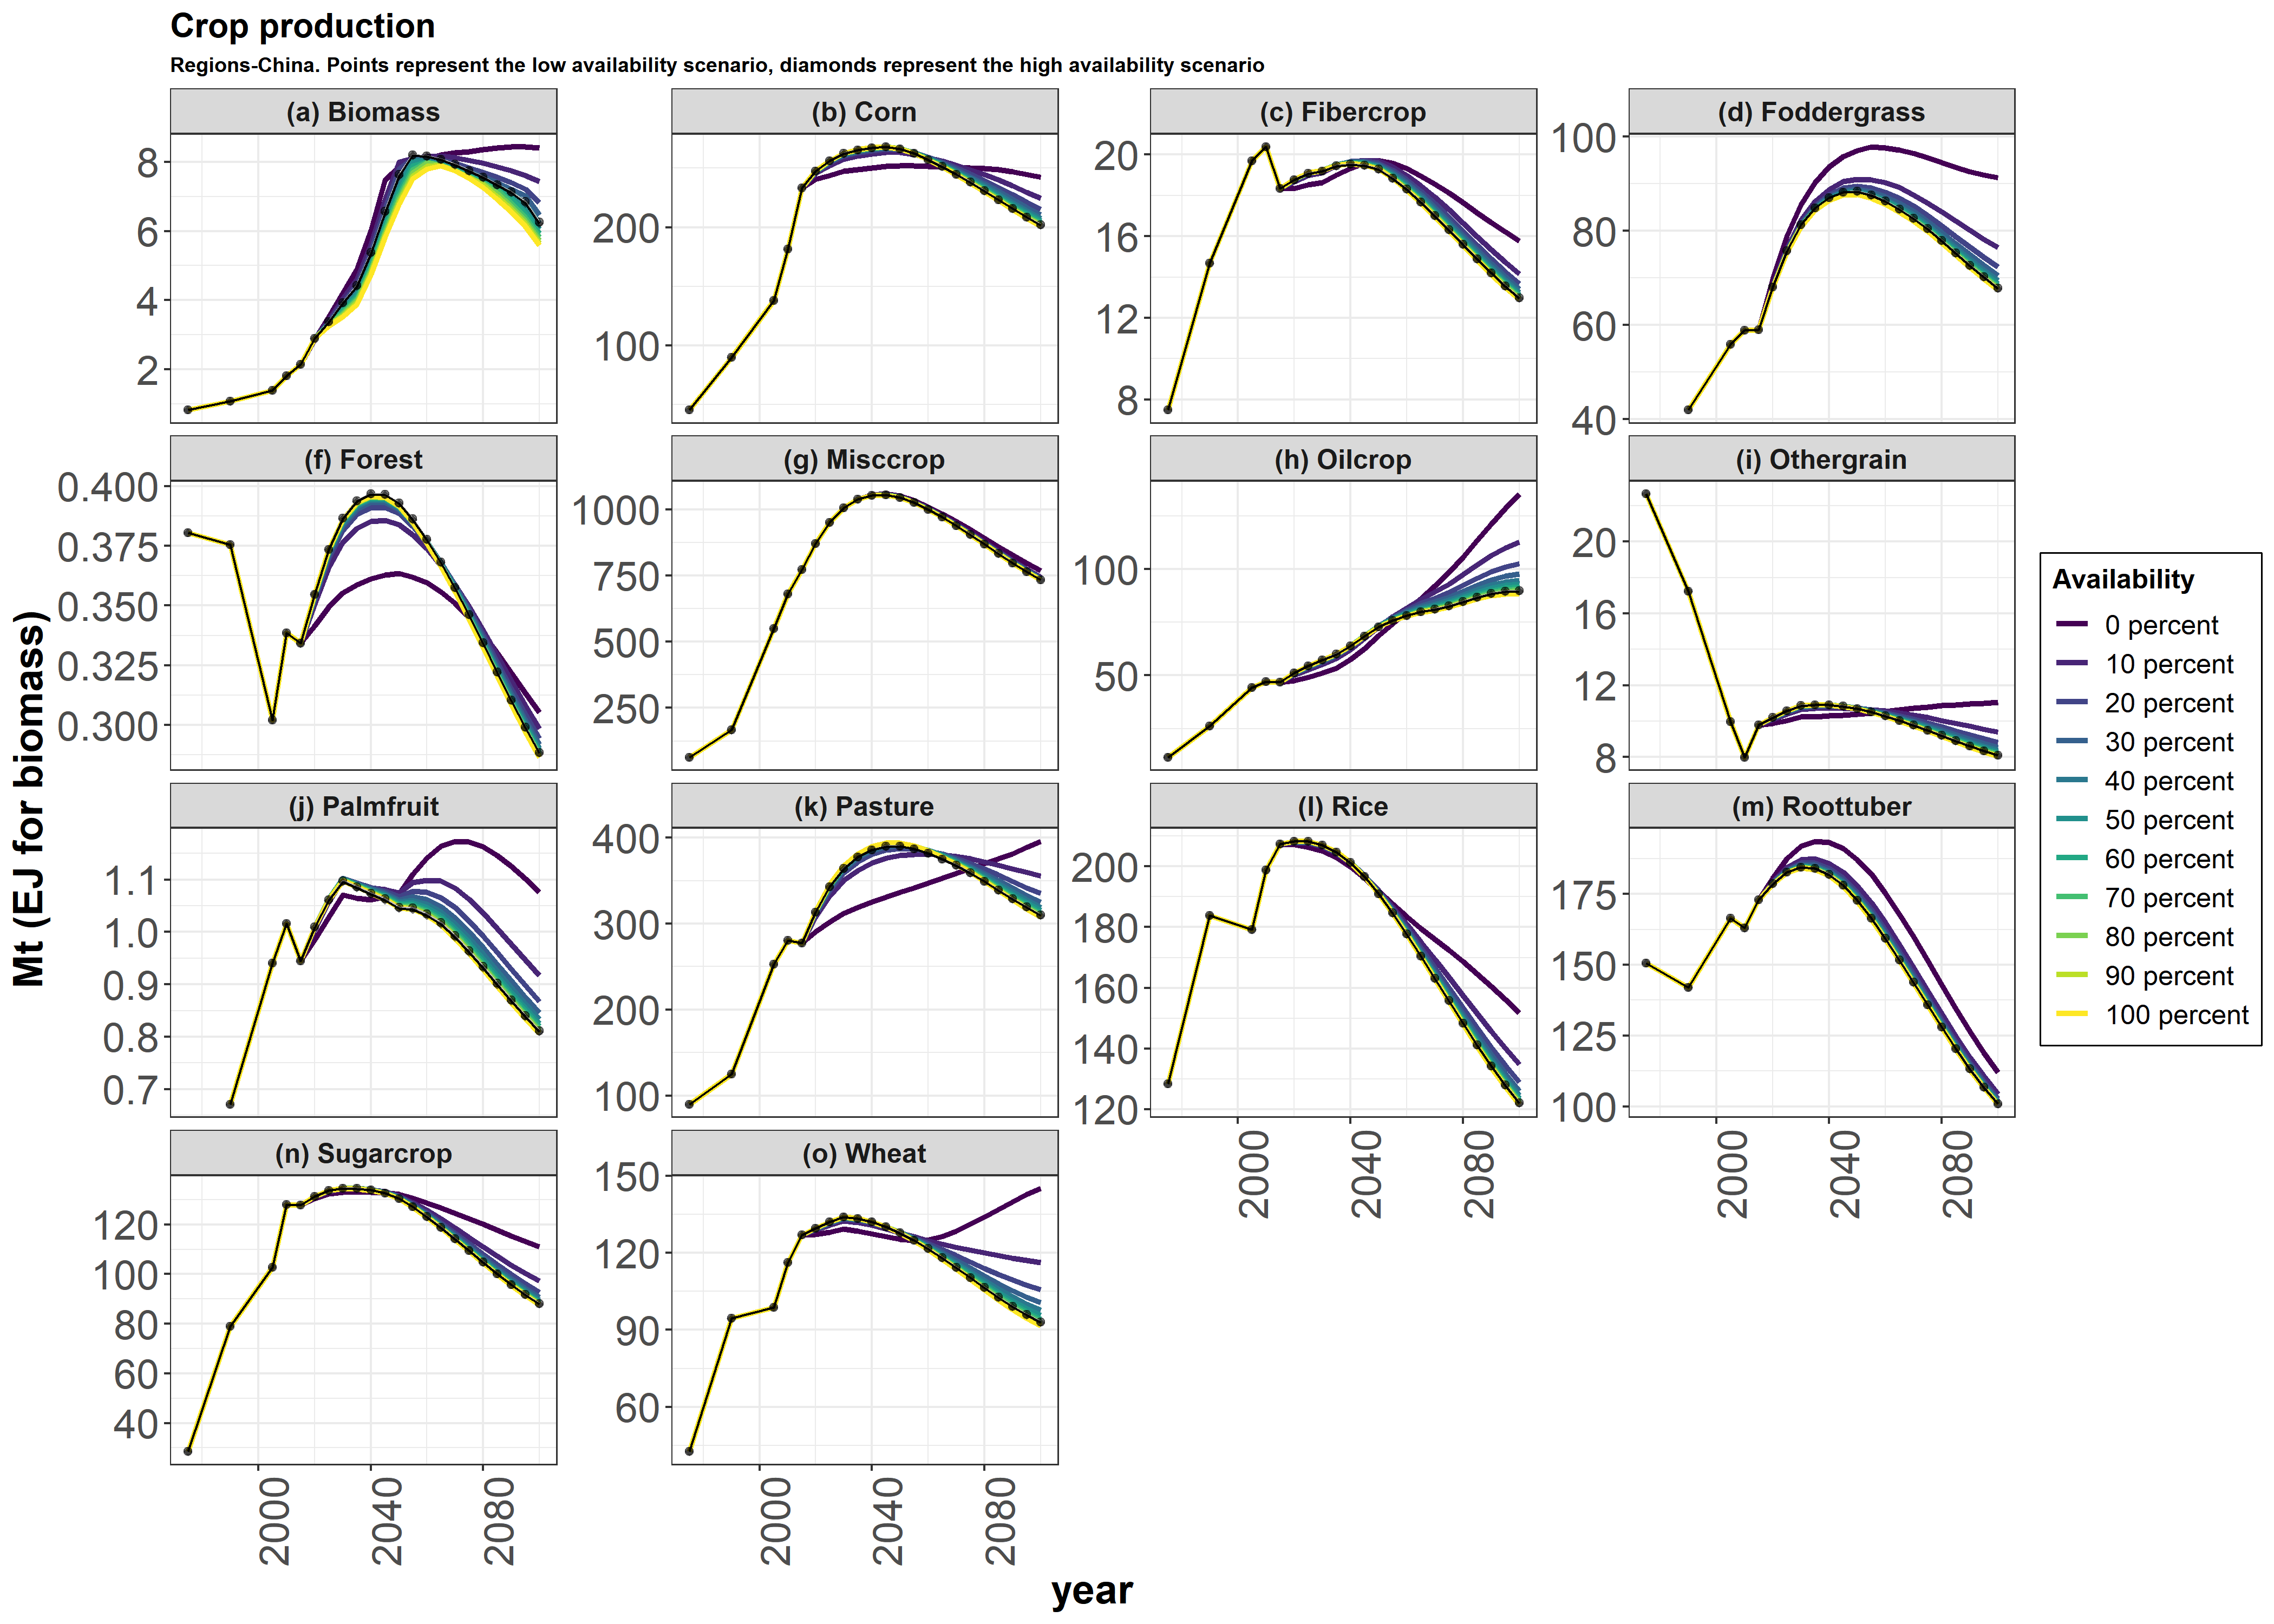 Crop production
Regions-China. Points represent the low availability scenario, diamonds represent the high availability scenario
(a) Biomass
(b) Corn
(c) Fibercrop
(d) Foddergrass
8
6
4
2
200
100
20
16
12
8
100
80
60
40
(f) Forest
(g) Misccrop
(h) Oilcrop
(i) Othergrain
0.400
0.375
0.350
0.325
0.300
1000
750
500
250
100
50
20
16
12
8
(j) Palmfruit
(k) Pasture
(l) Rice
(m) Roottuber
1.1
1.0
0.9
0.8
0.7
400
300
200
100
200
180
160
140
120
175
150
125
100
2000
2040
2080
2000
2040
2080
(n) Sugarcrop
(o) Wheat
120
100
80
60
40
150
120
90
60
2000
2040
2080
2000
2040
2080
Mt (EJ for biomass)
year
Availability
0 percent
10 percent
20 percent
30 percent
40 percent
50 percent
60 percent
70 percent
80 percent
90 percent
100 percent